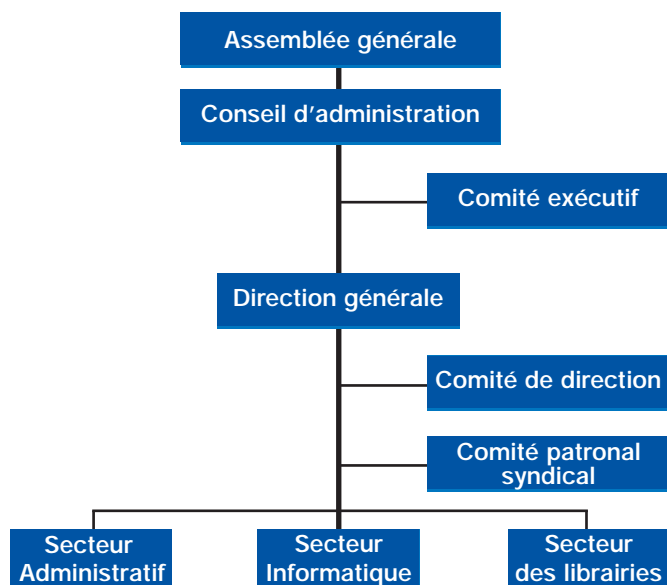 Assemblée générale
Conseil d'administration
Comité exécutif
Direction générale
Comité de direction
Comité patronal
syndical
Secteur
Administratif
Secteur
Informatique
Secteur
des librairies